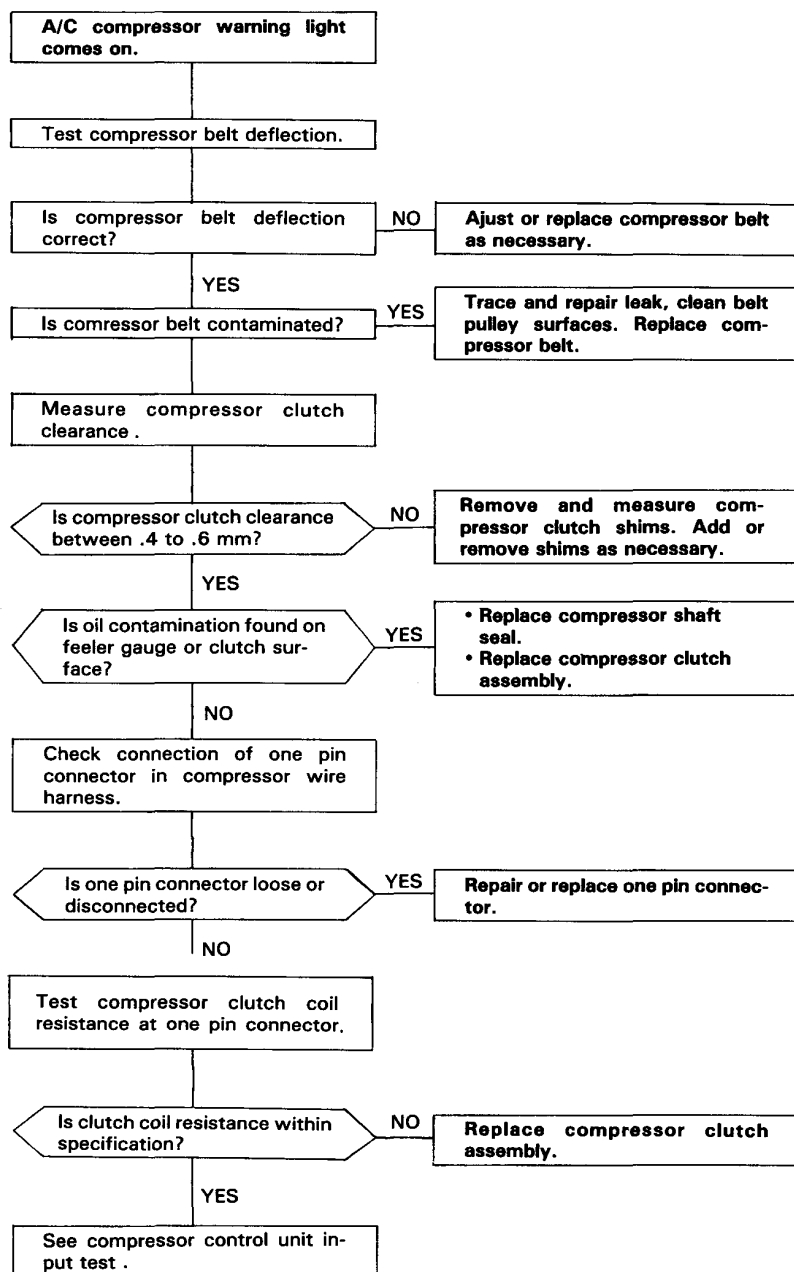 A/C compressor warning light
comes on.
Test compressor belt deflection.
Is compressor belt deflection
correct?
NO
Ajust or replace compressor belt
as necessary.
YES
Is comressor belt contaminated?
YES
Trace and repair leak, clean belt
pulley surfaces. Replace com-
pressor belt.
Measure compressor clutch
clearance .
Is compressor clutch clearance
between .4 to .6 mm?
NO
Remove and measure com-
pressor clutch shims. Add or
remove shims as necessary.
YES
Is oil contamination found on
feeler gauge or clutch sur-
face?
YES
• Replace compressor shaft
seal.
• Replace compressor clutch
assembly.
NO
Check connection of one pin
connector in compressor wire
harness.
Is one pin connector loose or
disconnected?
YES
Repair or replace one pin connec-
tor.
NO
Test compressor clutch coil
resistance at one pin connector.
Is clutch coil resistance within
specification?
NO
Replace compressor clutch
assembly.
YES
See compressor control unit in-
put test .